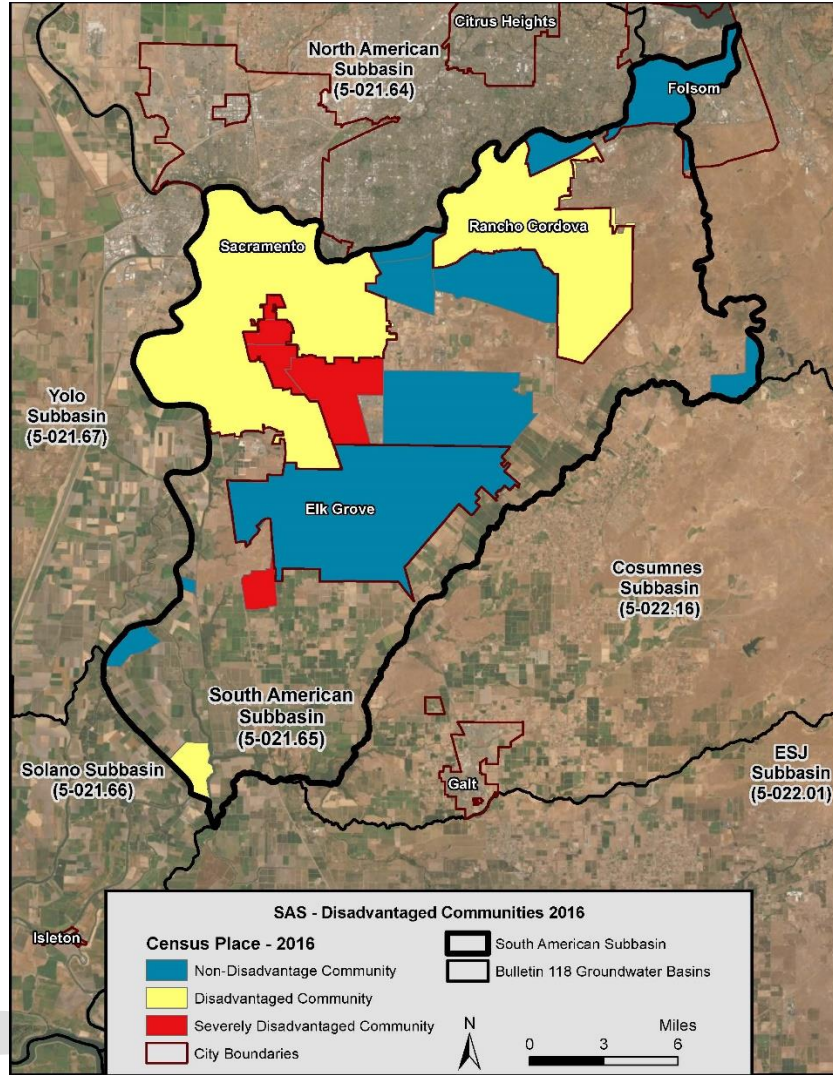 Citrus Heights
North American
Subbasin
(5-021.64)
Folsom
Rancho Cordova
Sacramento
Yolo
Subbasin
(5-021.67)
Elk Grove
Cosumnes
Subbasin
(5-022.16)
South American
Subbasin
(5-021.65)
Solano Subbasin
(5-021.66)
ESJ
Subbasin
(5-022.01)
Galt
Isleton
SAS - Disadvantaged Communities 2016
Census Place - 2016
Non-Disadvantage Community
Disadvantaged Community
Severely Disadvantaged Community
City Boundaries
South American Subbasin
Bulletin 118 Groundwater Basins
N
Miles
0 3 6